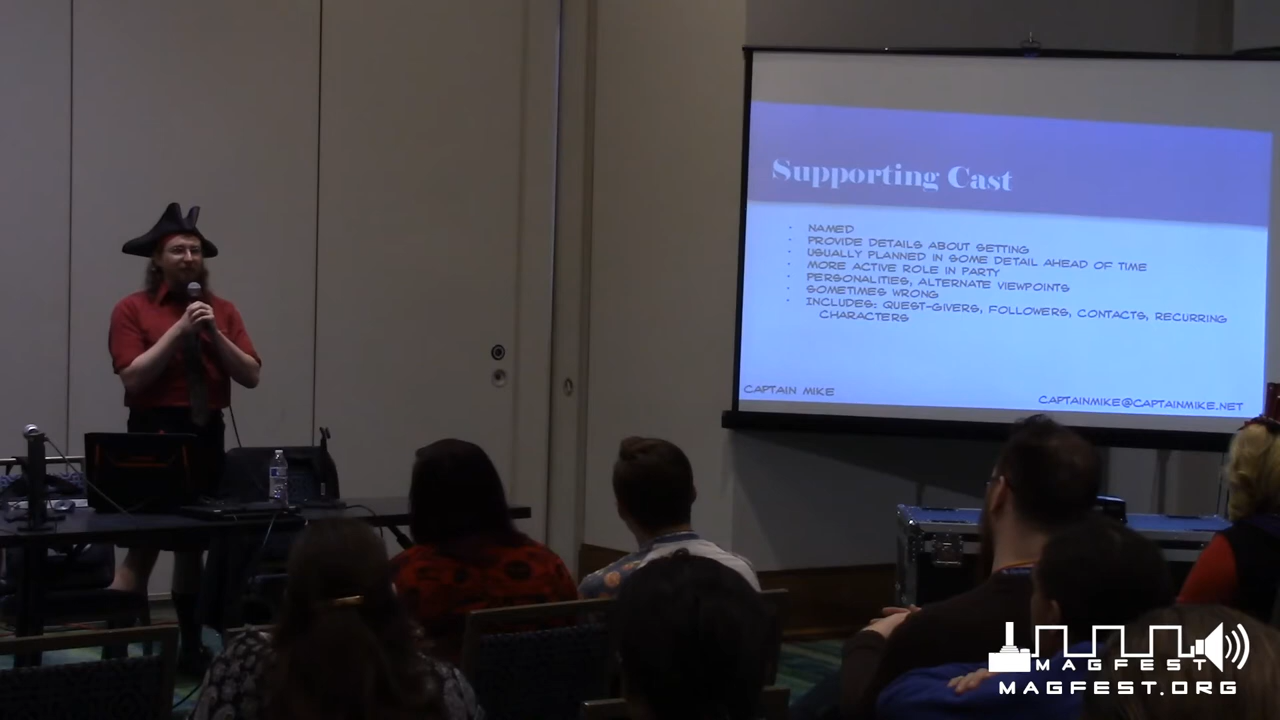 Supporting Cast
· NAMED
· PROVIDE DETAILS ABOUT SETTING
· USUALLY PLANNED IN SOME DETAIL AHEAD OF TIME
· MORE ACTIVE ROLE IN PARTY
· PERSONALITIES, ALTERNATE VIEWPOINTS
· SOMETIMES WRONG
· INCLUDES: QUEST-GIVERS, FOLLOWERS, CONTACTS, RECURRING
CHARACTERS
CAPTAIN MIKE
CAPTAINMIKE@CAPTAINMIKE.NET
MAGFEST
MAGFEST.ORG